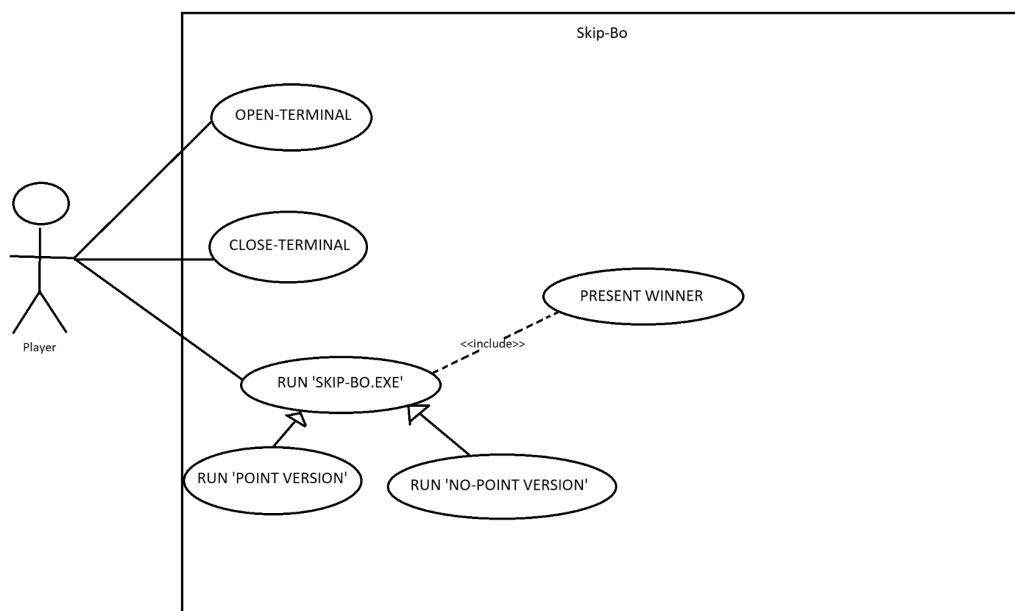 Skip-Bo
OPEN-TERMINAL
CLOSE-TERMINAL
PRESENT WINNER
Player
<<include>>
RUN 'SKIP-BO.EXE'
RUN 'POINT VERSION'
RUN 'NO-POINT VERSION'